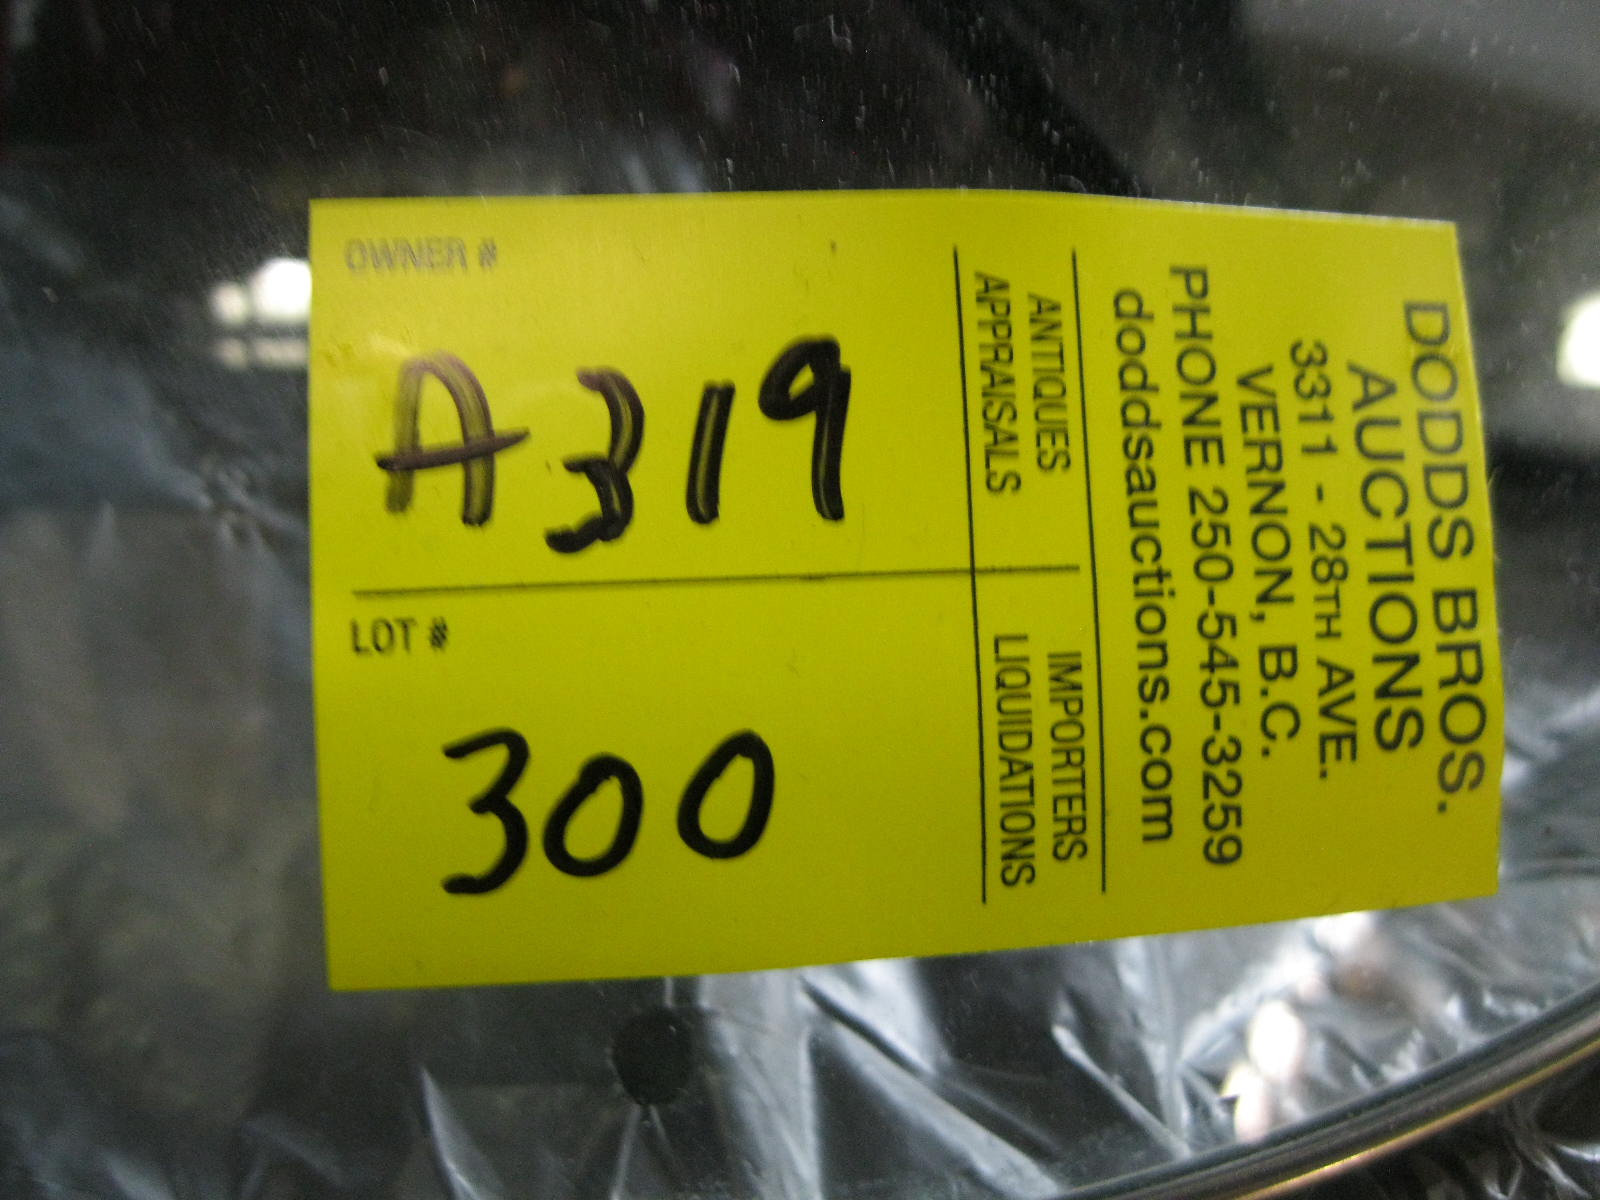 DODDS BROS.
AUCTIONS
3311 - 28TH AVE.
VERNON, B.C.
PHONE 250-545-3259
doddsauctions.com
ANTIQUES
APPRAISALS
IMPORTERS
LIQUIDATIONS
OWNER #
A319
LOT #
300